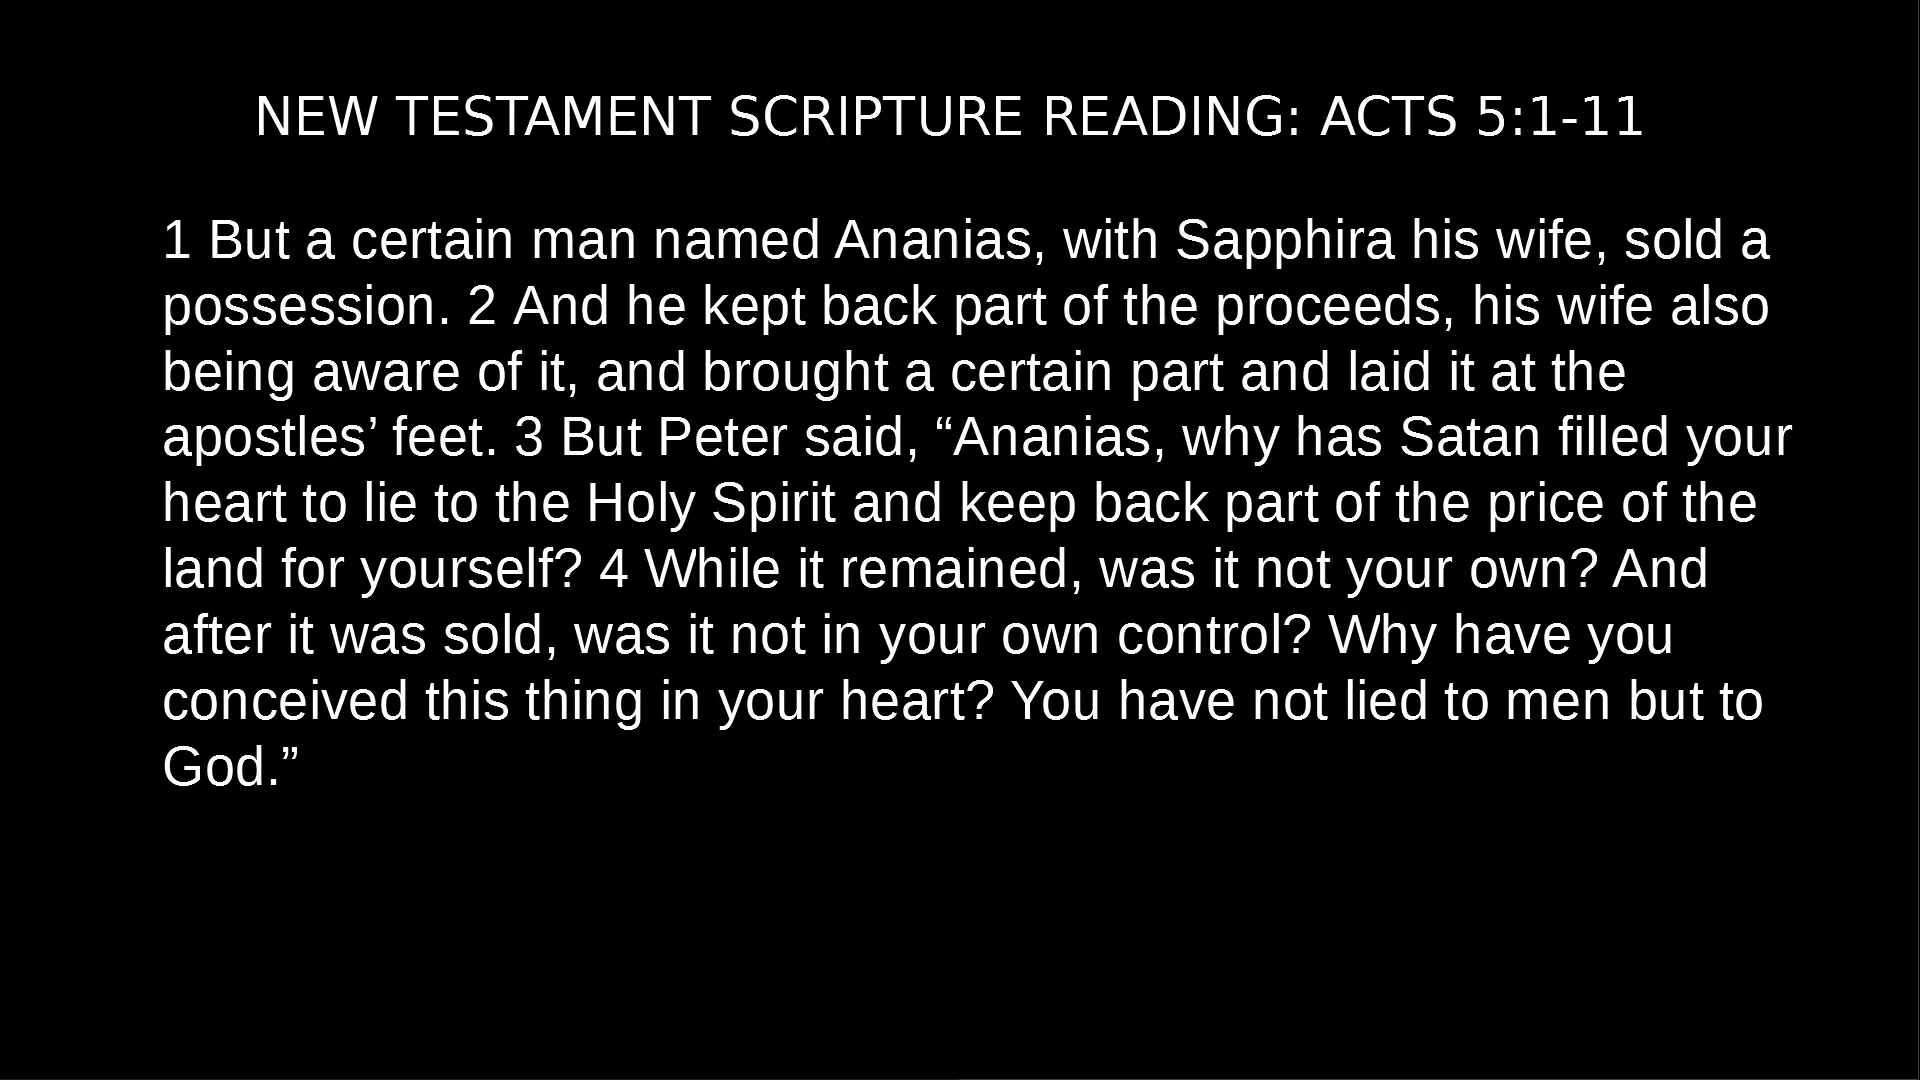 NEW TESTAMENT SCRIPTURE READING: ACTS 5:1-11
1 But a certain man named Ananias, with Sapphira his wife, sold a
possession. 2 And he kept back part of the proceeds, his wife also
being aware of it, and brought a certain part and laid it at the
apostles’ feet. 3 But Peter said, “Ananias, why has Satan filled your
heart to lie to the Holy Spirit and keep back part of the price of the
land for yourself? 4 While it remained, was it not your own? And
after it was sold, was it not in your own control? Why have you
conceived this thing in your heart? You have not lied to men but to
God.”